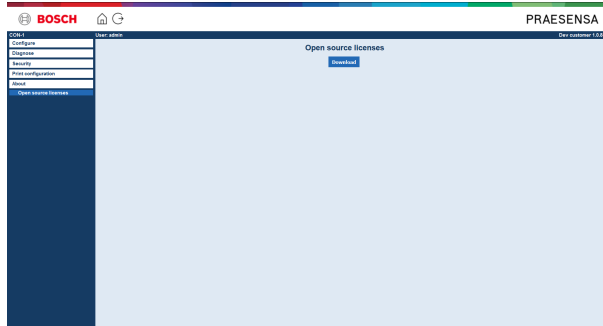 BOSCH
PRAESENSA
CON-1
User: admin
Dev customer 1.0.8
Configure
Diagnose
Security
Print configuration
About
Open source licenses
Open source licenses
Download